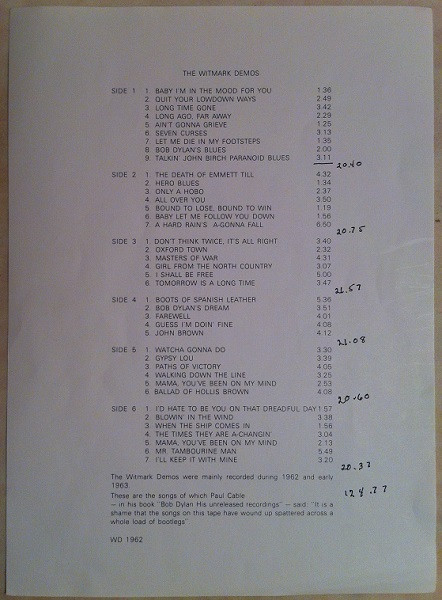 THE WITMARK DEMOS
SIDE 1 1. BABY I'M IN THE MOOD FOR YOU 1.36
2. QUIT YOUR LOWDOWN WAYS 2.49
3. LONG TIME GONE 3.42
4. LONG AGO, FAR AWAY 2.29
5. AIN'T GONNA GRIEVE 1.25
6. SEVEN CURSES 3.13
7. LET ME DIE IN MY FOOTSTEPS 1.35
8. BOB DYLAN'S BLUES 2.00
9. TALKIN' JOHN BIRCH PARANOID BLUES 3.11
20.40
SIDE 2 1. THE DEATH OF EMMETT TILL 4.32
2. HERO BLUES 1.34
3. ONLY A HOBO 2.37
4. ALL OVER YOU 3.50
5. BOUND TO LOSE, BOUND TO WIN 1.19
6. BABY LET ME FOLLOW YOU DOWN 1.56
7. A HARD RAIN'S A-GONNA FALL 6.50
20.75
SIDE 3 1. DON'T THINK TWICE, IT'S ALL RIGHT 3.40
2. OXFORD TOWN 2.32
3. MASTERS OF WAR 4.31
4. GIRL FROM THE NORTH COUNTRY 3.07
5. I SHALL BE FREE 5.00
6. TOMORROW IS A LONG TIME 3.47
21.57
SIDE 4 1. BOOTS OF SPANISH LEATHER 5.36
2. BOB DYLAN'S DREAM 3.51
3. FAREWELL 4.01
4. GUESS I'M DOIN' FINE 4.08
5. JOHN BROWN 4.12
21.08
SIDE 5 1. WATCHA GONNA DO 3.30
2. GYPSY LOU 3.39
3. PATHS OF VICTORY 4.05
4. WALKING DOWN THE LINE 3.25
5. MAMA, YOU'VE BEEN ON MY MIND 2.53
6. BALLAD OF HOLLIS BROWN 4.08
20.60
SIDE 6 1. I'D HATE TO BE YOU ON THAT DREADFUL DAY 1.57
2. BLOWIN' IN THE WIND 3.38
3. WHEN THE SHIP COMES IN 1.56
4. THE TIMES THEY ARE A-CHANGIN' 3.04
5. MAMA, YOU'VE BEEN ON MY MIND 2.13
6. MR. TAMBOURINE MAN 5.49
7. I'LL KEEP IT WITH MINE 3.20
20.37
The Witmark Demos were mainly recorded during 1962 and early
1963.
These are the songs of which Paul Cable
– in his book "Bob Dylan His unreleased recordings" – said: "It is a
shame that the songs on this tape have wound up spattered across a
whole load of bootlegs"
124.77
WD 1962